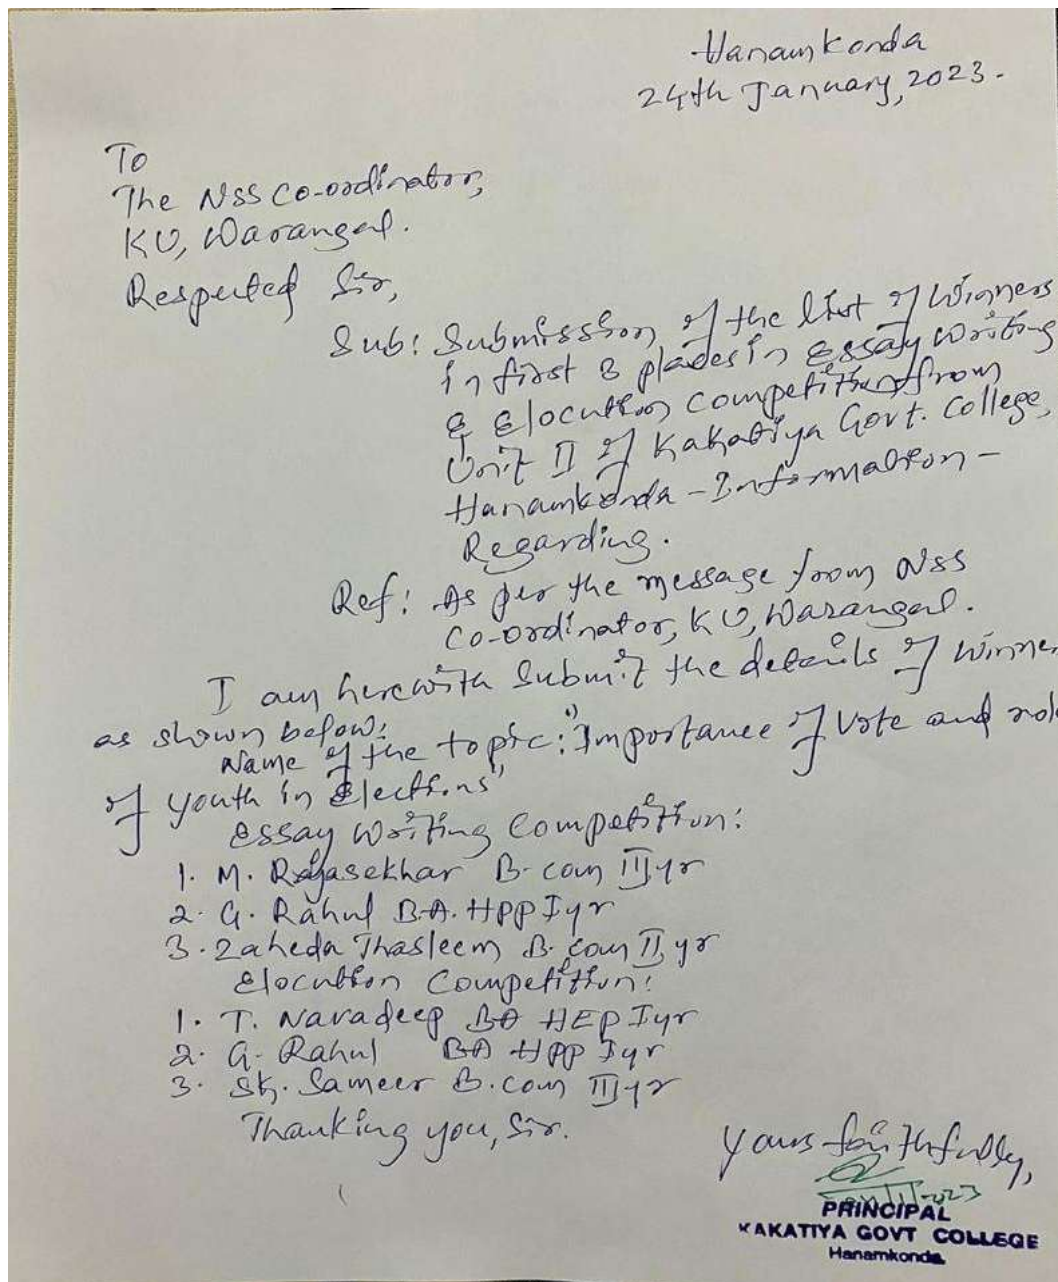 Hanamkonda
24th January, 2023.
To
The NSS Co-ordinator,
KU, Warangal.
Respected Sir,
Sub: Submission of the list of winners
in first 3 places in Essay writing
& Elocution competition from
Unit II of Kakatiya Govt. College,
Hanamkonda - Information -
Regarding.
Ref: As per the message from NSS
Co-ordinator, KU, Warangal.
I am herewith submit the details of winner
as shown below:
Name of the topic: "Importance of vote and rol
of youth in Elections"
Essay writing Competition:
1. M. Rajasekhar B.com III yr
2. G. Rahul B.A. HPP I yr
3. Zaheda Thasleem B.com II yr
Elocution Competition:
1. T. Navadeep BA HEP I yr
2. G. Rahul BA HPP I yr
3. Sk. Sameer B.com III yr
Thanking you, Sir.
Yours faithfully,
PRINCIPAL
KAKATIYA GOVT COLLEGE
Hanamkonda